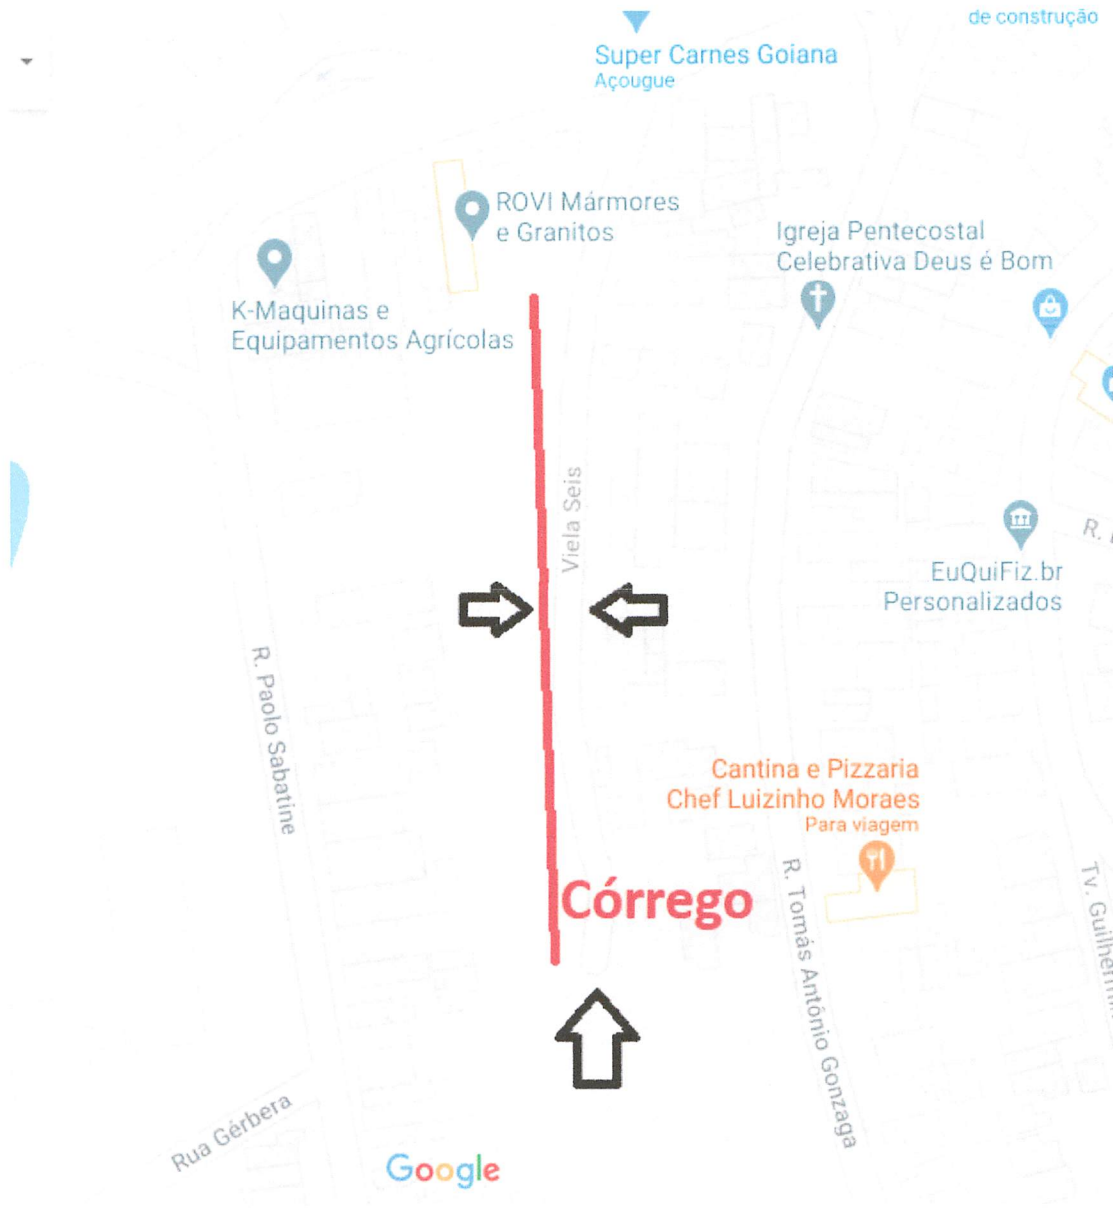 de construção
Super Carnes Goiana
Açougue
ROVI Mármores
e Granitos
Igreja Pentecostal
Celebrativa Deus é Bom
K-Maquinas e
Equipamentos Agrícolas
Viela Seis
EuQuiFiz.br
Personalizados
R.
R. Paolo Sabatine
Cantina e Pizzaria
Chef Luizinho Moraes
Para viagem
Córrego
R. Tomás Antônio Gonzaga
Tv.
Rua Gérbera
Google